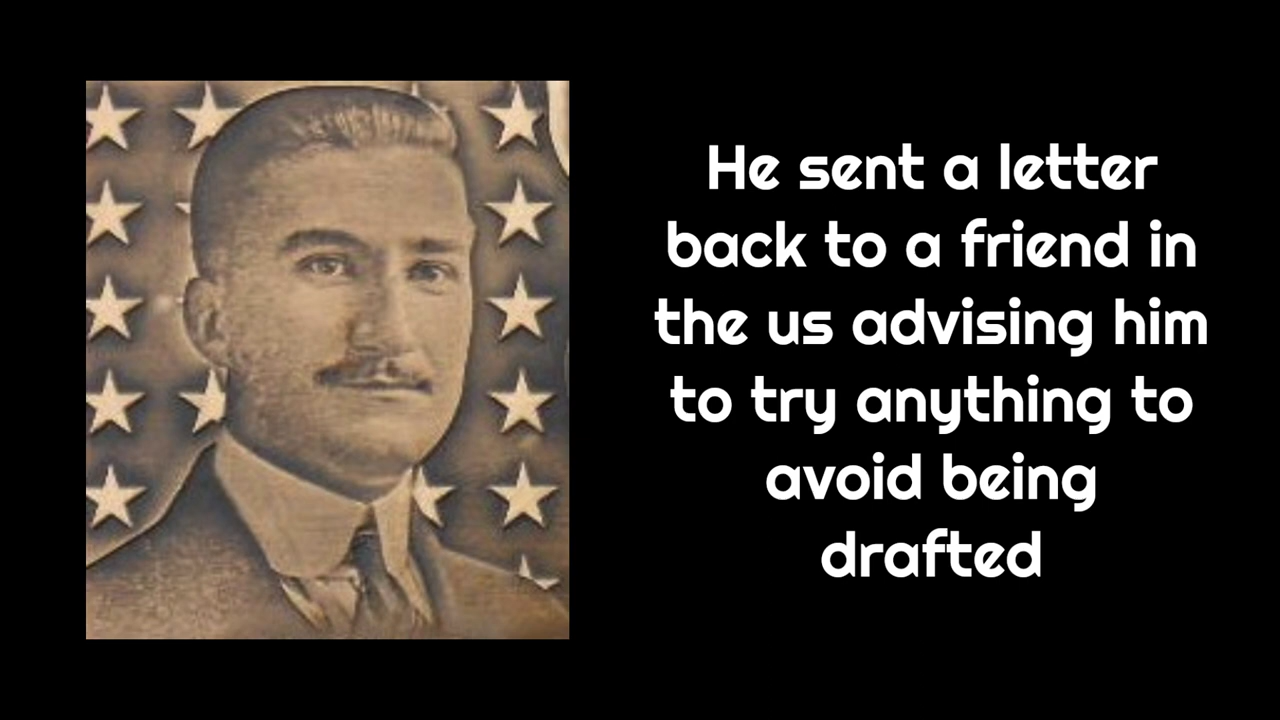 He sent a letter
back to a friend in
the us advising him
to try anything to
avoid being
drafted